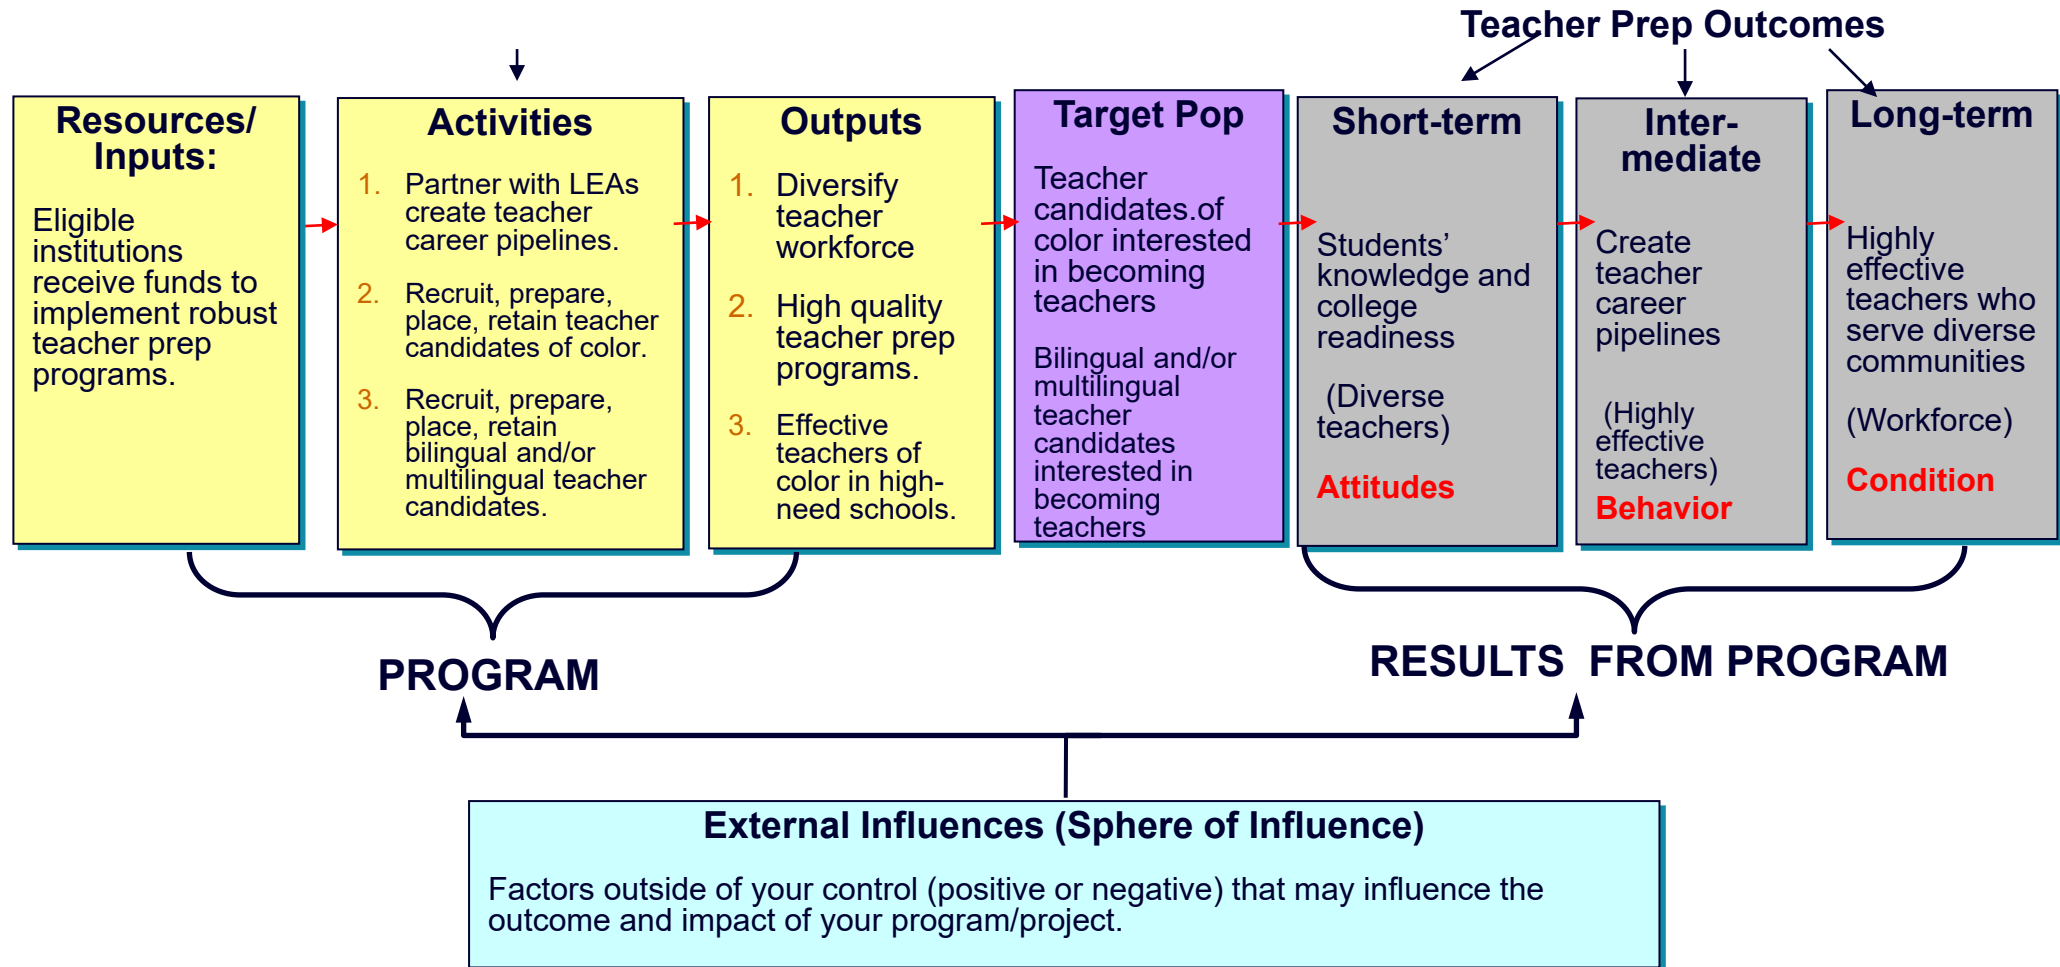 Teacher Prep Outcomes
Resources/
Inputs:
Eligible
institutions
receive funds to
implement robust
teacher prep
programs.
Activities
1. Partner with LEAs
create teacher
career pipelines.
2. Recruit, prepare,
place, retain teacher
candidates of color.
3. Recruit, prepare,
place, retain
bilingual and/or
multilingual teacher
candidates.
Outputs
1. Diversify
teacher
workforce
2. High quality
teacher prep
programs.
3. Effective
teachers of
color in high-
need schools.
Target Pop
Teacher
candidates.of
color interested
in becoming
teachers
Bilingual and/or
multilingual
teacher
candidates
interested in
becoming
teachers
Short-term
Students’
knowledge and
college
readiness
(Diverse
teachers)
Attitudes
Inter-
mediate
Create
teacher
career
pipelines
(Highly
effective
teachers)
Behavior
Long-term
Highly
effective
teachers who
serve diverse
communities
(Workforce)
Condition
PROGRAM
RESULTS FROM PROGRAM
External Influences (Sphere of Influence)
Factors outside of your control (positive or negative) that may influence the
outcome and impact of your program/project.